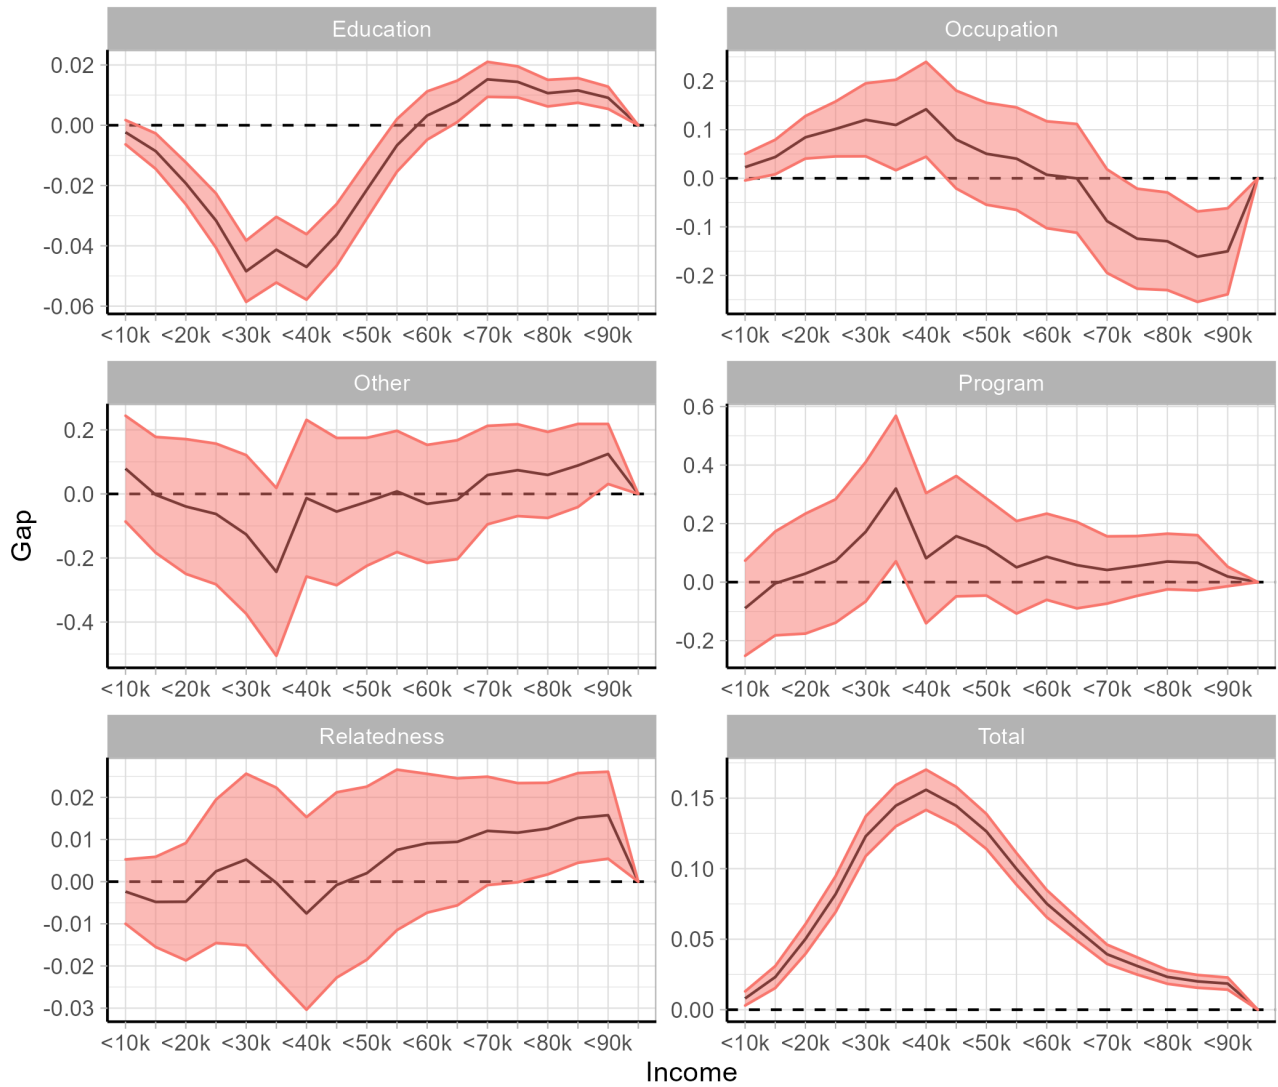 Education
0.02
0.00
-0.02
-0.04
-0.06
<10k <20k <30k <40k <50k <60k <70k <80k <90k
Occupation
0.2
0.1
0.0
-0.1
-0.2
<10k <20k <30k <40k <50k <60k <70k <80k <90k
Other
0.2
0.0
-0.2
-0.4
<10k <20k <30k <40k <50k <60k <70k <80k <90k
Program
0.6
0.4
0.2
0.0
-0.2
<10k <20k <30k <40k <50k <60k <70k <80k <90k
Relatedness
0.02
0.01
0.00
-0.01
-0.02
-0.03
<10k <20k <30k <40k <50k <60k <70k <80k <90k
Total
0.15
0.10
0.05
0.00
<10k <20k <30k <40k <50k <60k <70k <80k <90k
Gap
Income